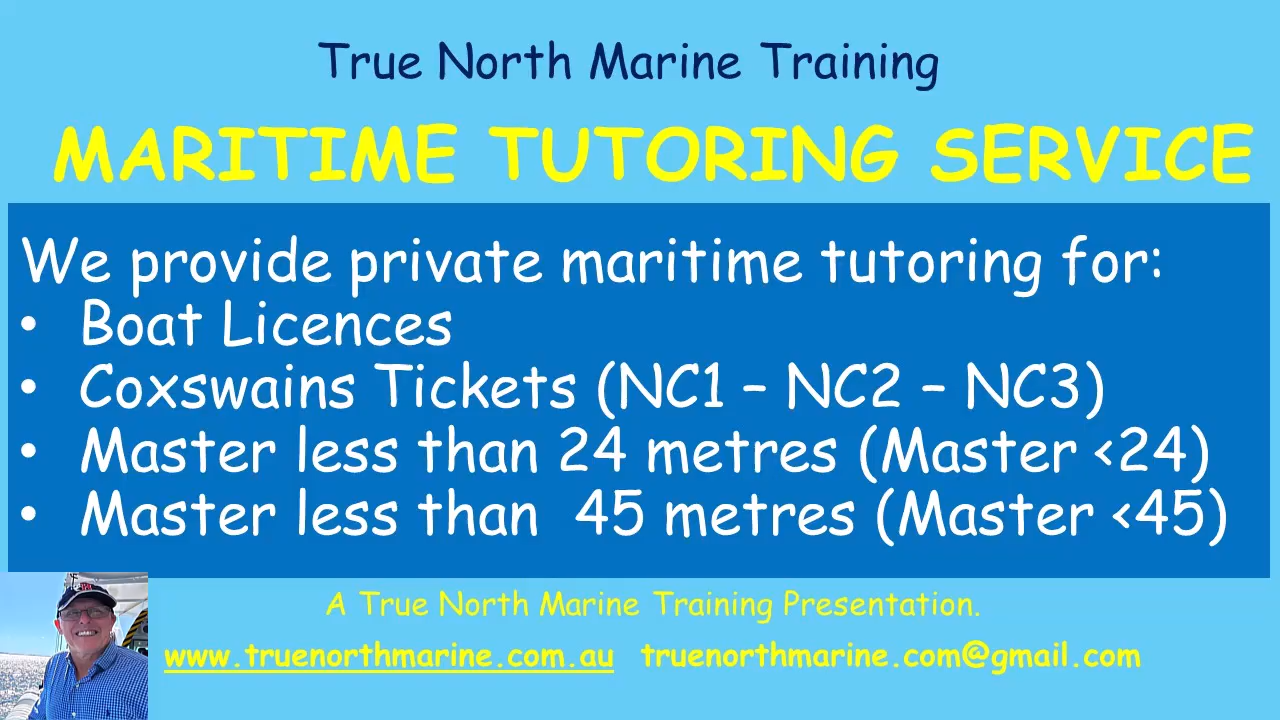 True North Marine Training
MARITIME TUTORING SERVICE
We provide private maritime tutoring for:
• Boat Licences
• Coxswains Tickets (NC1 – NC2 – NC3)
• Master less than 24 metres (Master <24)
• Master less than  45 metres (Master <45)
A True North Marine Training Presentation.
www.truenorthmarine.com.au truenorthmarine.com@gmail.com